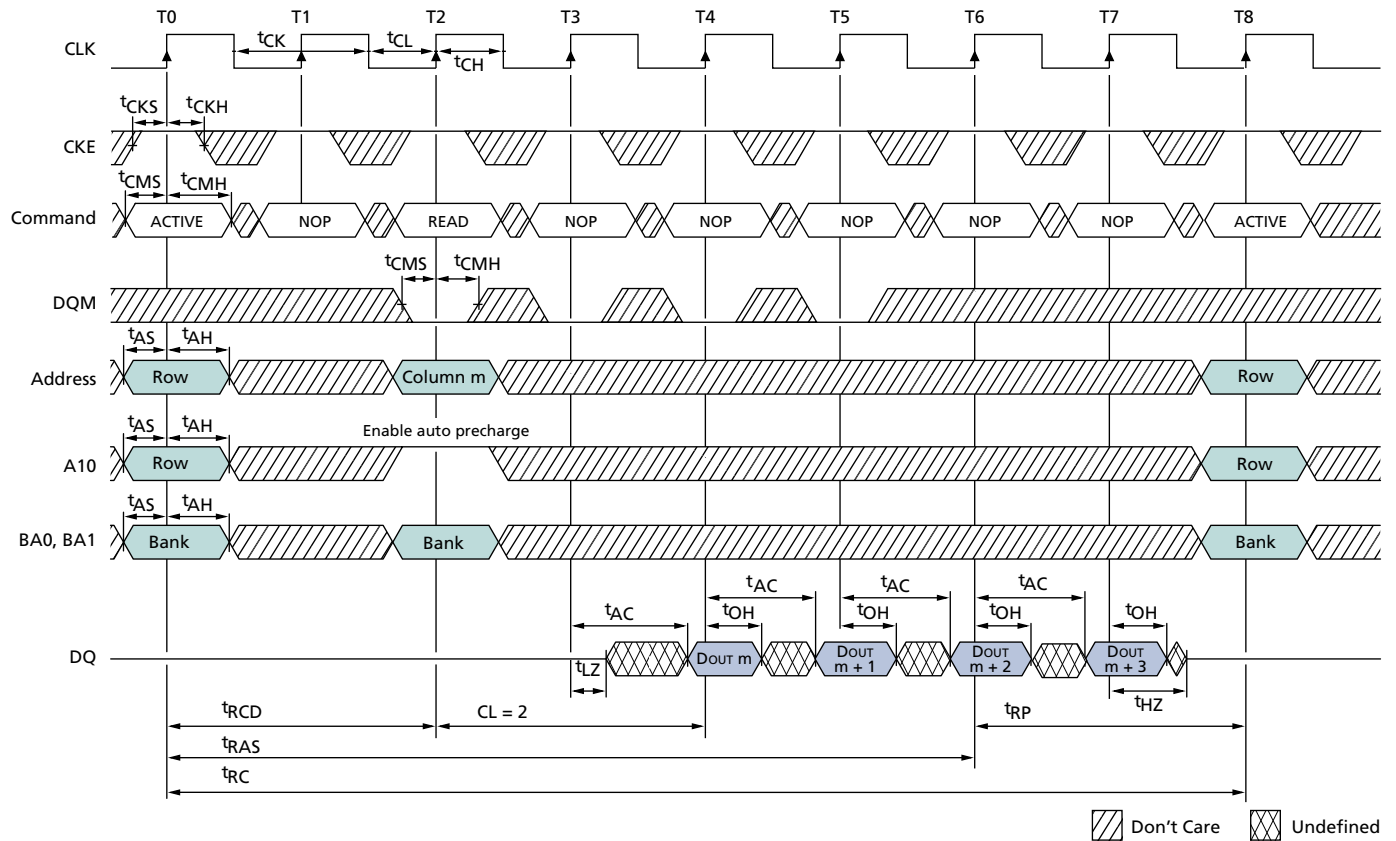 T0 T1 T2 T3 T4 T5 T6 T7 T8
CLK
tCK tCL
tCH
tCKS tCKH
CKE
tCMS tCMH
Command ACTIVE NOP READ NOP NOP NOP NOP NOP ACTIVE
tCMS tCMH
DQM
tAS tAH
Address Row Column m Row
tAS tAH
Enable auto precharge
A10 Row Row
tAS tAH
BA0, BA1 Bank Bank Bank
tAC tAC tAC
tAC tOH tOH tOH tOH
DQ DOUT m DOUT m + 1 DOUT m + 2 DOUT m + 3
tLZ tHZ
tRCD CL = 2 tRP
tRAS
tRC
Don't Care Undefined